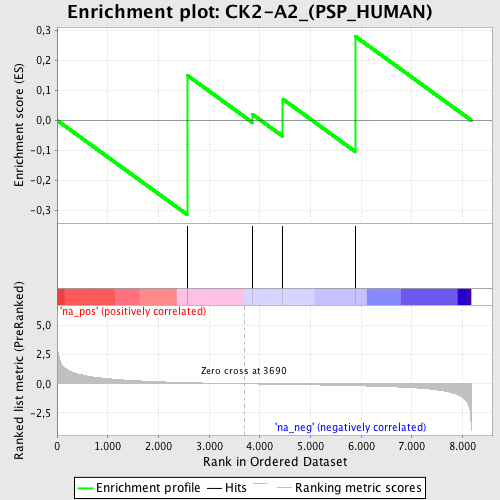 Enrichment plot: CK2-A2_(PSP_HUMAN)
Enrichment score (ES)
0,3
0,2
0,1
0,0
-0,1
-0,2
-0,3
'na_pos' (positively correlated)
Ranked list metric (PreRanked)
5,0
2,5
0,0
-2,5
Zero cross at 3690
'na_neg' (negatively correlated)
0 1.000 2.000 3.000 4.000 5.000 6.000 7.000 8.000
Rank in Ordered Dataset
Enrichment profile Hits Ranking metric scores